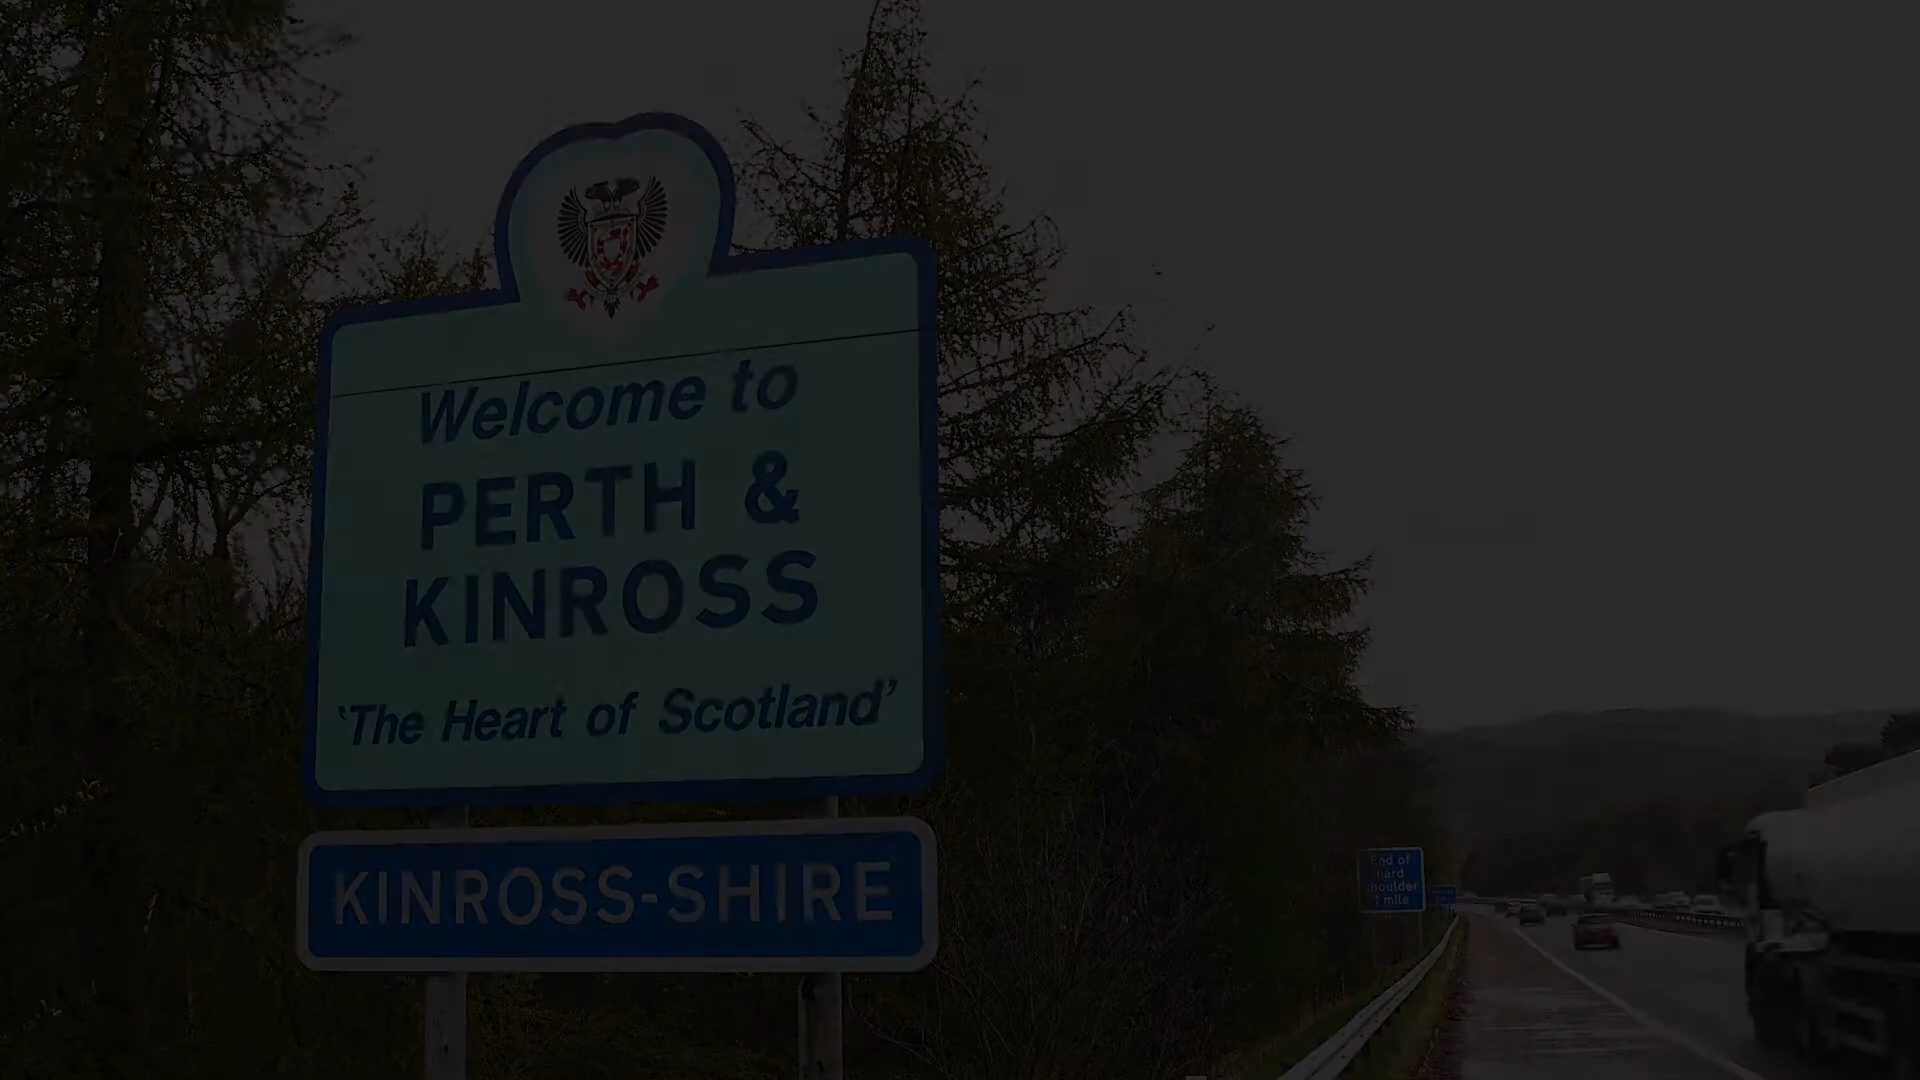 Welcome to
PERTH &
KINROSS
‘The Heart of Scotland’
KINROSS-SHIRE
End of
hard
shoulder
1 mile